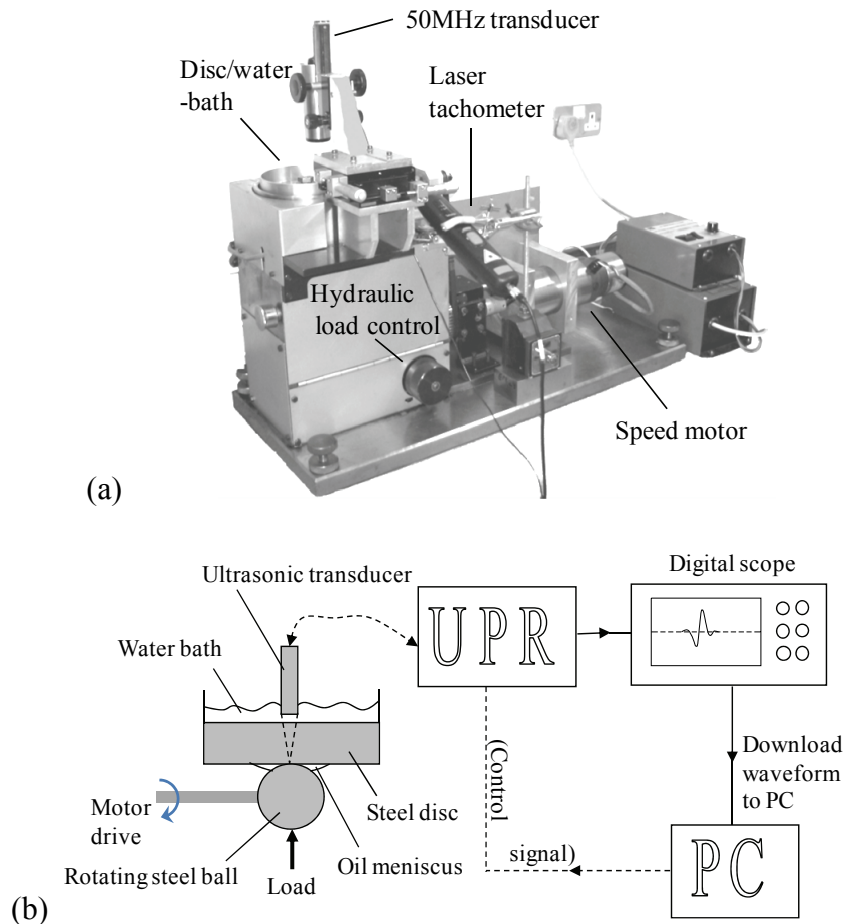 50MHz transducer
Disc/water
-bath
Laser
tachometer
Hydraulic
load control
Speed motor
(a)
Digital scope
Ultrasonic transducer
UPR
Water bath
(Control
signal)
Download
waveform
to PC
Motor
drive
Steel disc
Oil meniscus
Rotating steel ball
Load
PC
(b)